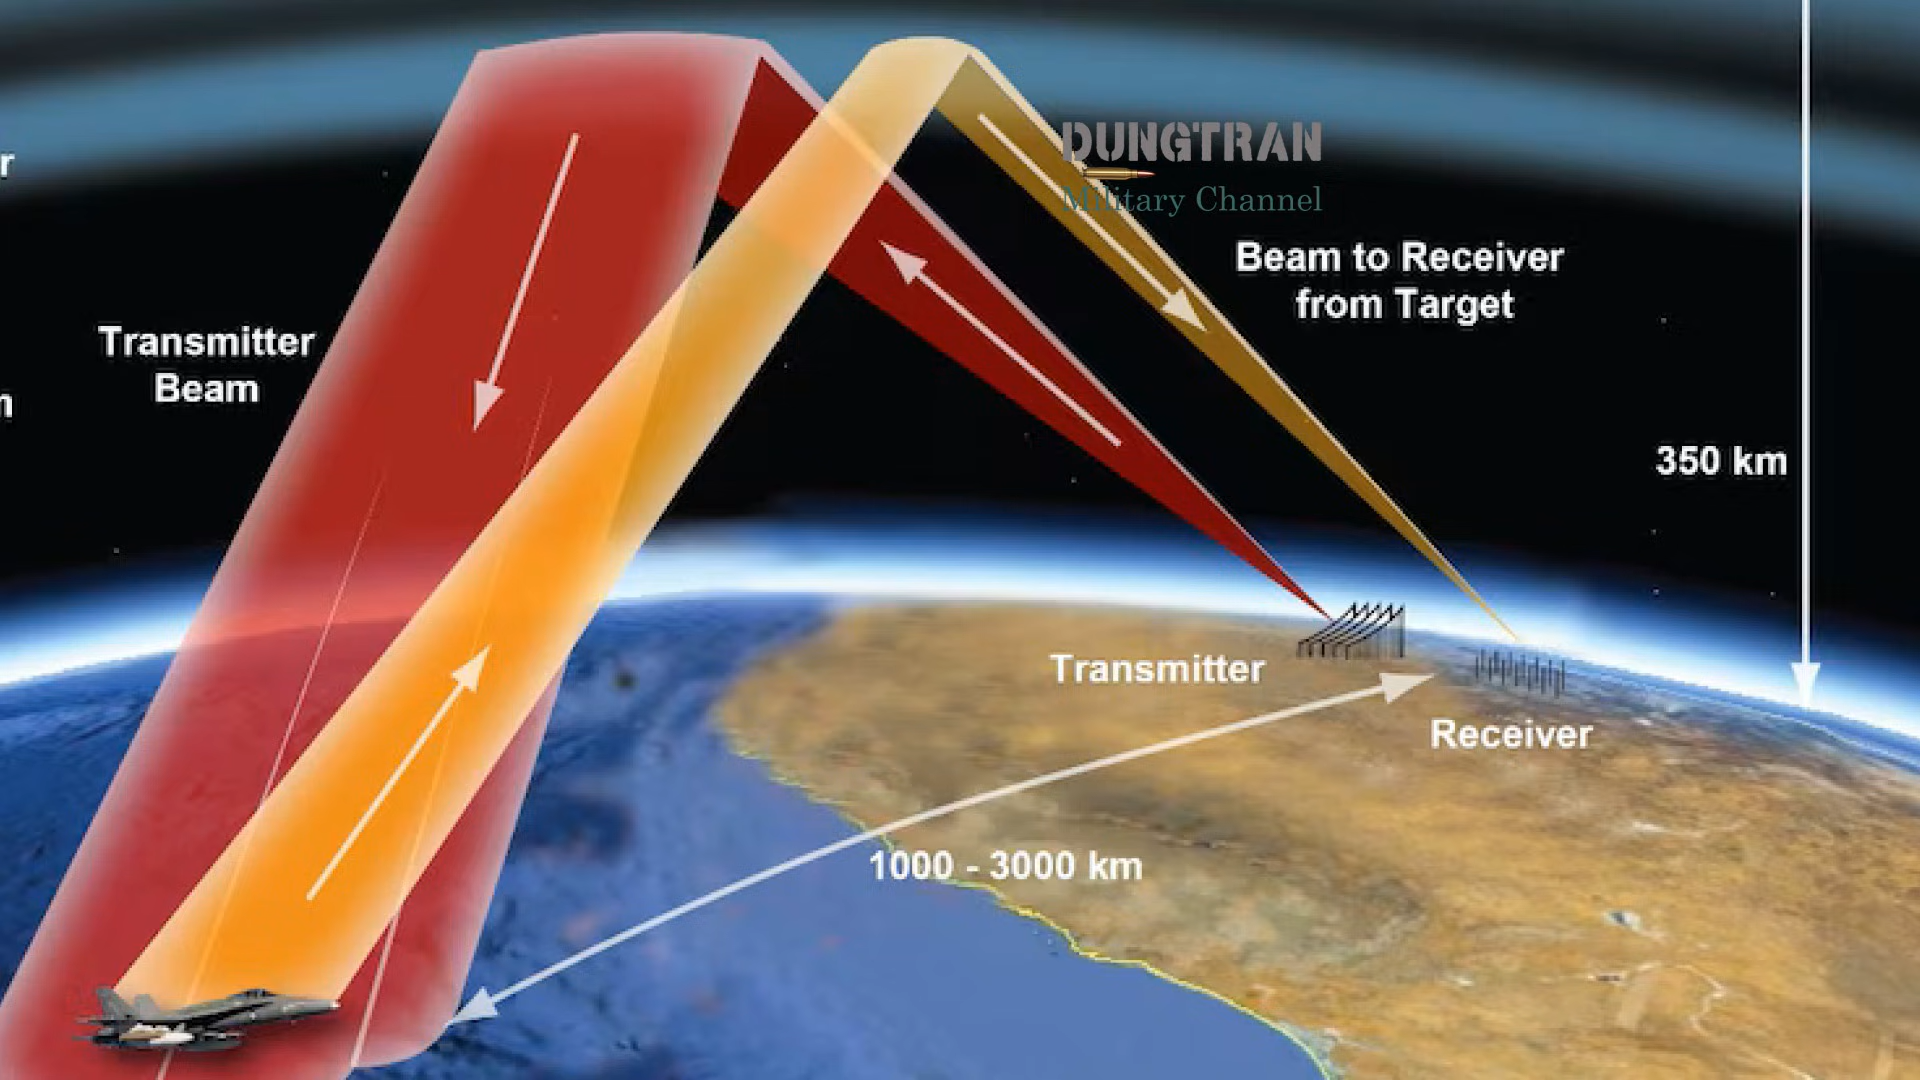 DUNGTRAN
Military Channel
Beam to Receiver
from Target
Transmitter
Beam
350 km
Transmitter
Receiver
1000 - 3000 km